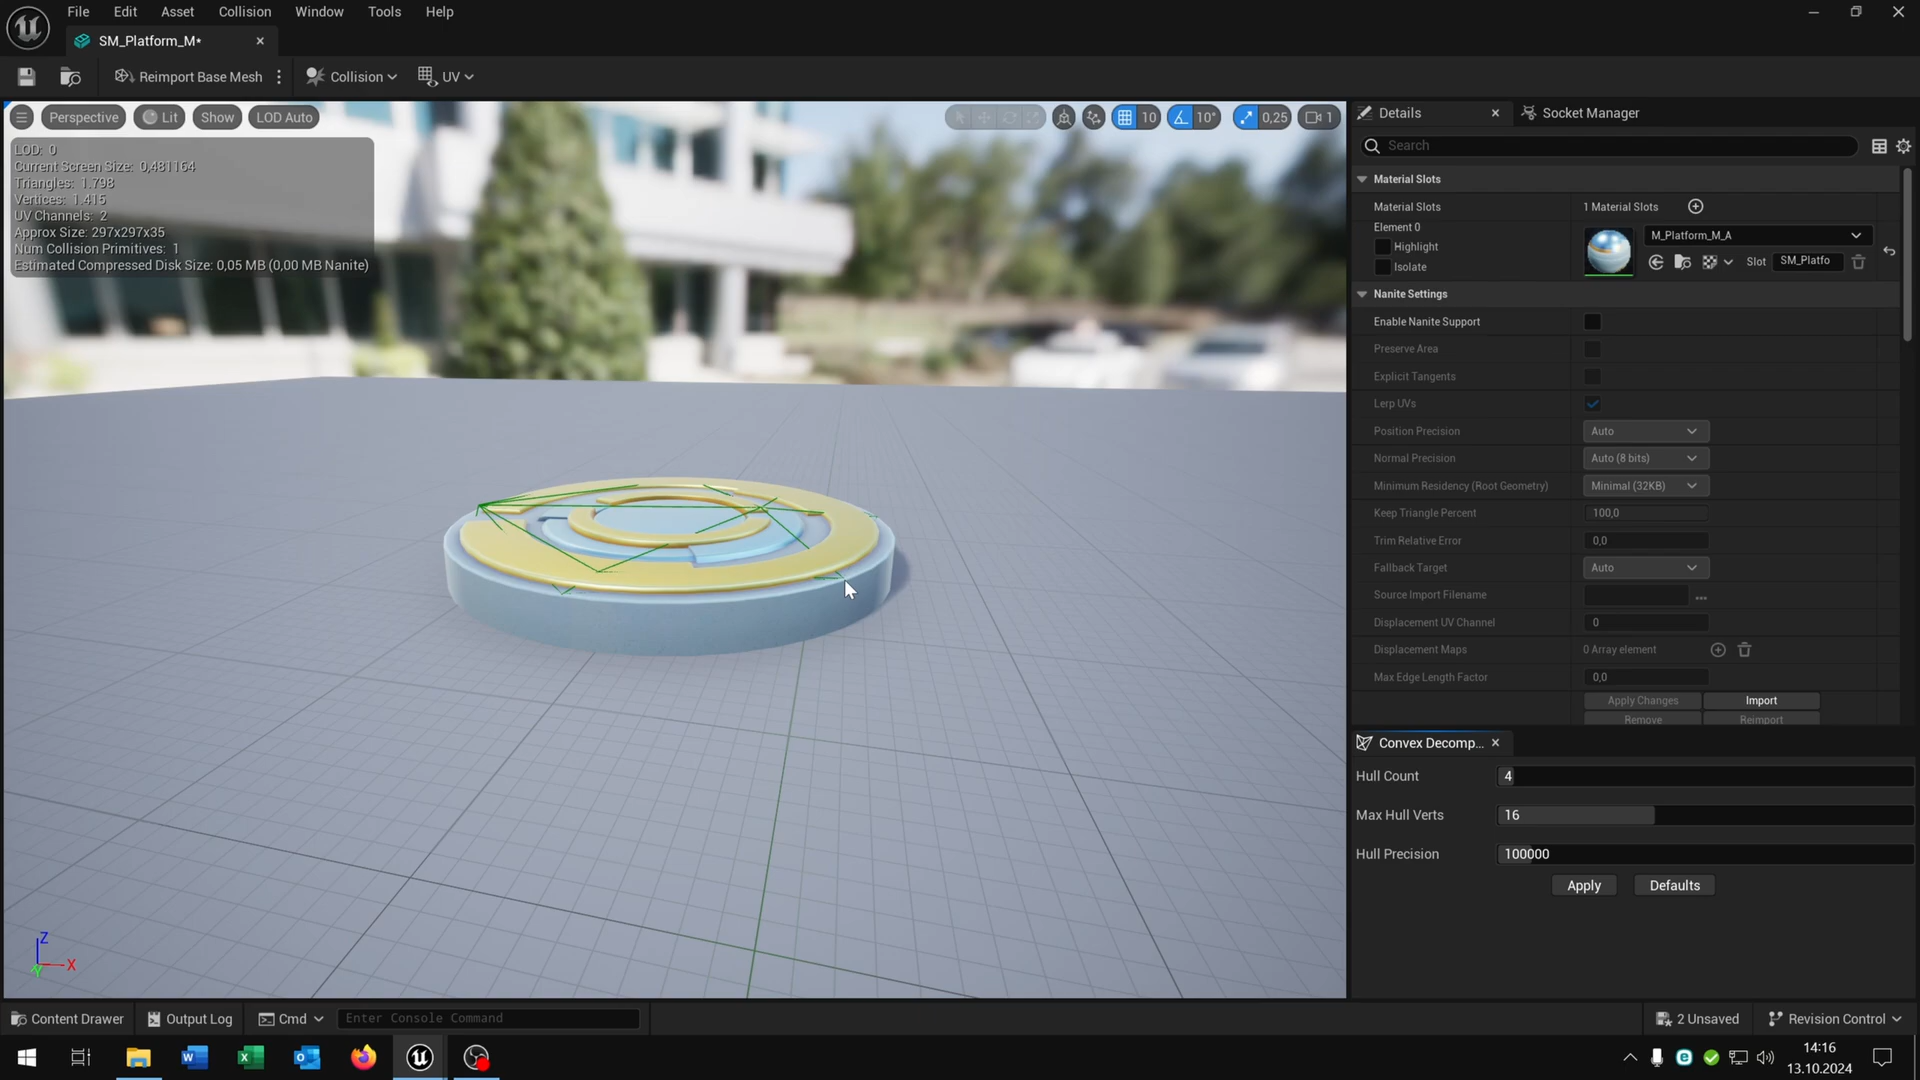 File Edit Asset Collision Window Tools Help
SM_Platform_M*
Reimport Base Mesh Collision UV
Perspective Lit Show LOD Auto 10 10° 0,25 1
LOD: 0
Current Screen Size: 0,481164
Triangles: 1.798
Vertices: 1.415
UV Channels: 2
Approx Size: 297x297x35
Num Collision Primitives: 1
Estimated Compressed Disk Size: 0,05 MB (0,00 MB Nanite)
Z
X
Y
Details Socket Manager
Search
Material Slots
Material Slots 1 Material Slots
Element 0 M_Platform_M_A
Highlight
Isolate Slot SM_Platfo
Nanite Settings
Enable Nanite Support
Preserve Area
Explicit Tangents
Lerp UVs
Position Precision Auto
Normal Precision Auto (8 bits)
Minimum Residency (Root Geometry) Minimal (32KB)
Keep Triangle Percent 100,0
Trim Relative Error 0,0
Fallback Target Auto
Source Import Filename ...
Displacement UV Channel 0
Displacement Maps 0 Array element
Max Edge Length Factor 0,0
Apply Changes Import
Remove Reimport
Convex Decomp...
Hull Count 4
Max Hull Verts 16
Hull Precision 100000
Apply Defaults
Content Drawer Output Log Cmd Enter Console Command 2 Unsaved Revision Control
14:16
13.10.2024